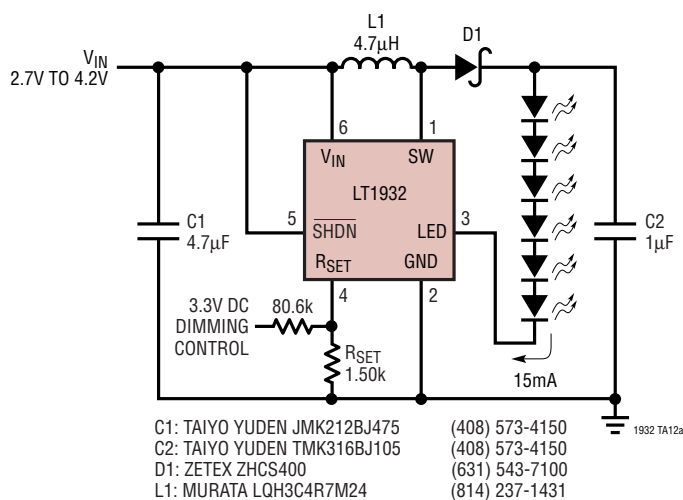 L1
4.7μH
D1
VIN
2.7V TO 4.2V
6
1
VIN
SW
LT1932
C1
4.7μF
5
SHDN
LED
3
C2
1μF
RSET
GND
4
2
3.3V DC
DIMMING
CONTROL
80.6k
RSET
1.50k
15mA
1932 TA12a
C1: TAIYO YUDEN JMK212BJ475 (408) 573-4150
C2: TAIYO YUDEN TMK316BJ105 (408) 573-4150
D1: ZETEX ZHCS400 (631) 543-7100
L1: MURATA LQH3C4R7M24 (814) 237-1431